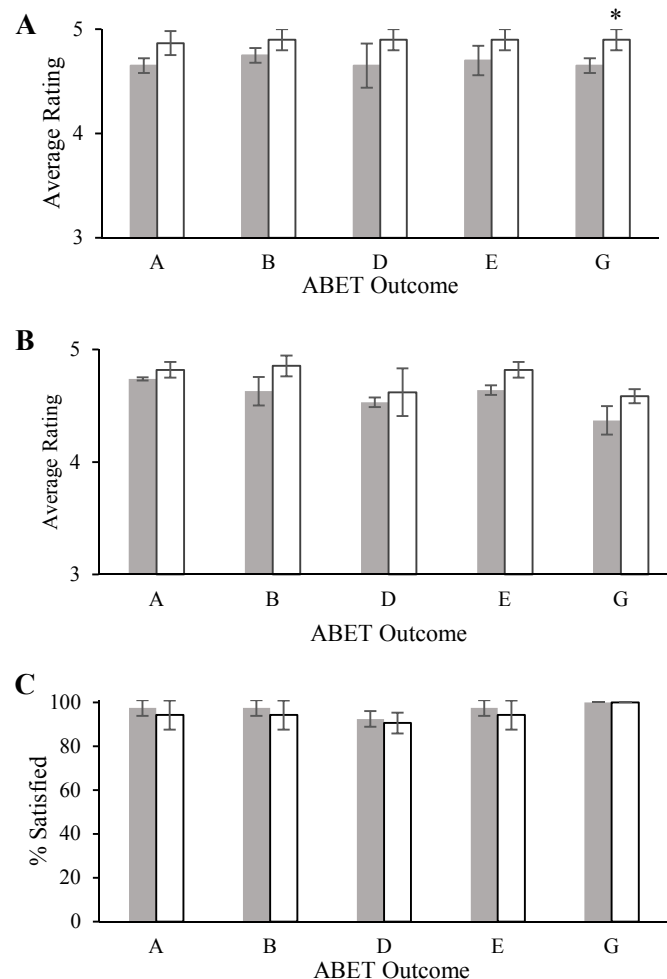 A
*
5
4
3
Average Rating
A B D E G
ABET Outcome
B
5
4
3
Average Rating
A B D E G
ABET Outcome
C
100
80
60
40
20
0
% Satisfied
A B D E G
ABET Outcome